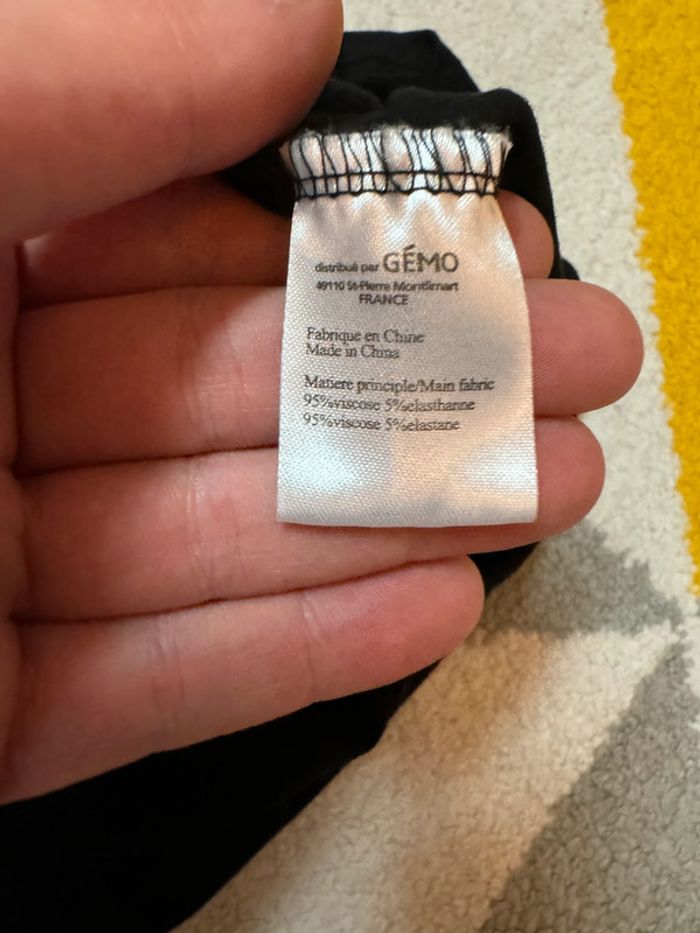 distribué par GÉMO
49110 St-Pierre Montlimart
FRANCE
Fabrique en Chine
Made in China
Matiere principle/Main fabric
95%viscose 5%elasthanne
95%viscose 5%elastane